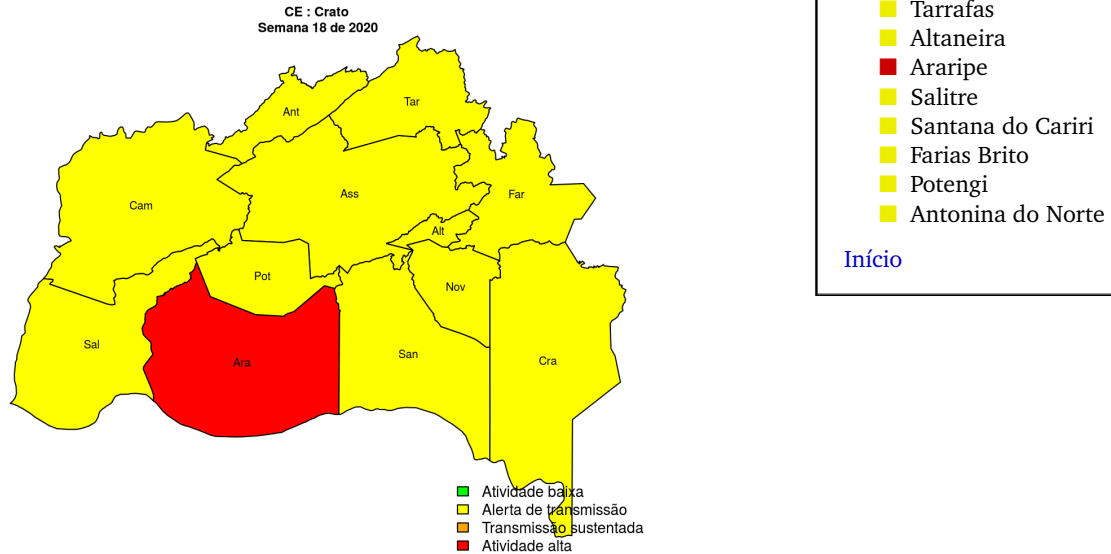 CE : Crato
Semana 18 de 2020
Tar
Ant
Cam
Ass
Far
Alt
Pot
Nov
Sal
Ara
San
Cra
Atividade baixa
Alerta de transmissão
Transmissão sustentada
Atividade alta
Tarrafas
Altaneira
Araripe
Salitre
Santana do Cariri
Farias Brito
Potengi
Antonina do Norte
Início